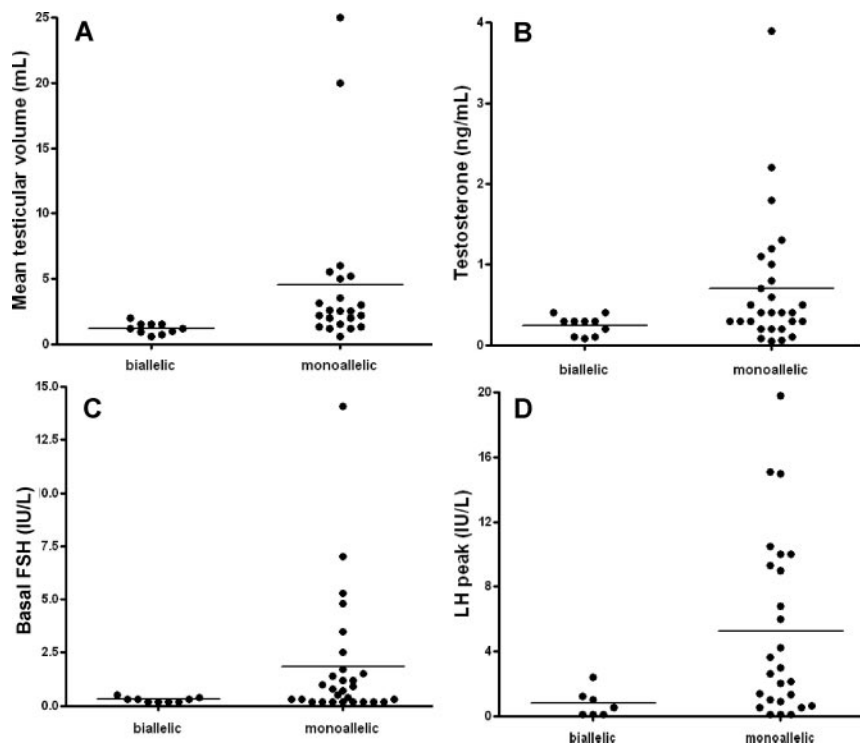 A
Mean testicular volume (mL)
25
20
15
10
5
0
biallelic
monoallelic
B
Testosterone (ng/mL)
4
3
2
1
0
biallelic
monoallelic
C
Basal FSH (IU/L)
15.0
12.5
10.0
7.5
5.0
2.5
0.0
biallelic
monoallelic
D
LH peak (IU/L)
20
16
12
8
4
0
biallelic
monoallelic